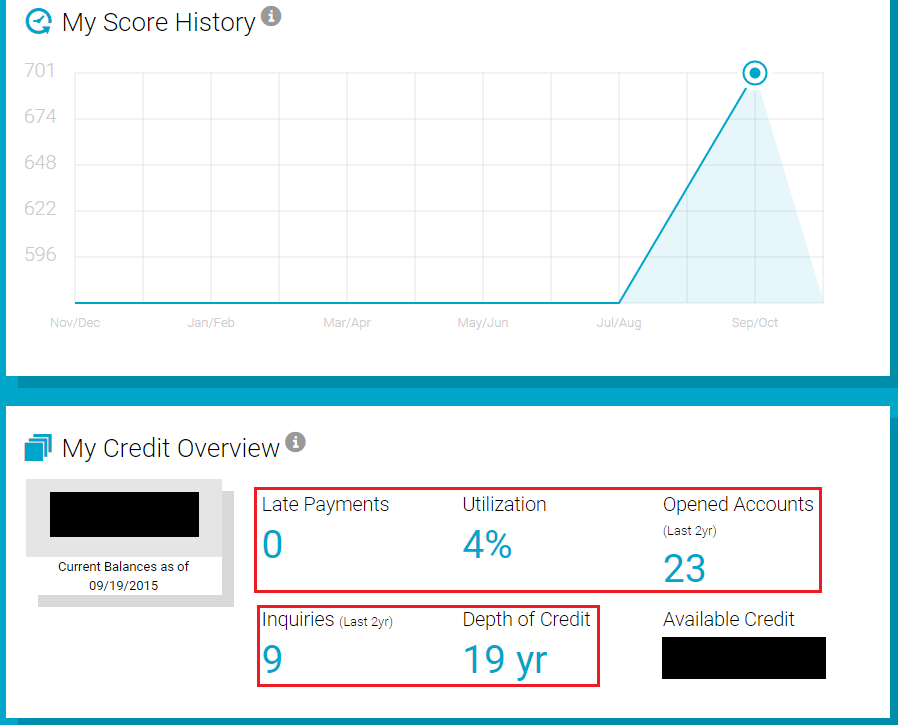 My Score History
701
674
648
622
596
Nov/Dec Jan/Feb Mar/Apr May/Jun Jul/Aug Sep/Oct
My Credit Overview
Current Balances as of
09/19/2015
Late Payments
0
Utilization
4%
Opened Accounts
(Last 2yr)
23
Inquiries (Last 2yr)
9
Depth of Credit
19 yr
Available Credit